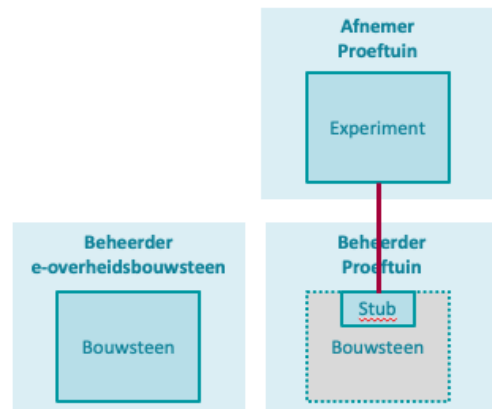 Afnemer
Proeftuin
Experiment
Beheerder
e-overheidsbouwsteen
Bouwsteen
Beheerder
Proeftuin
Stub
Bouwsteen